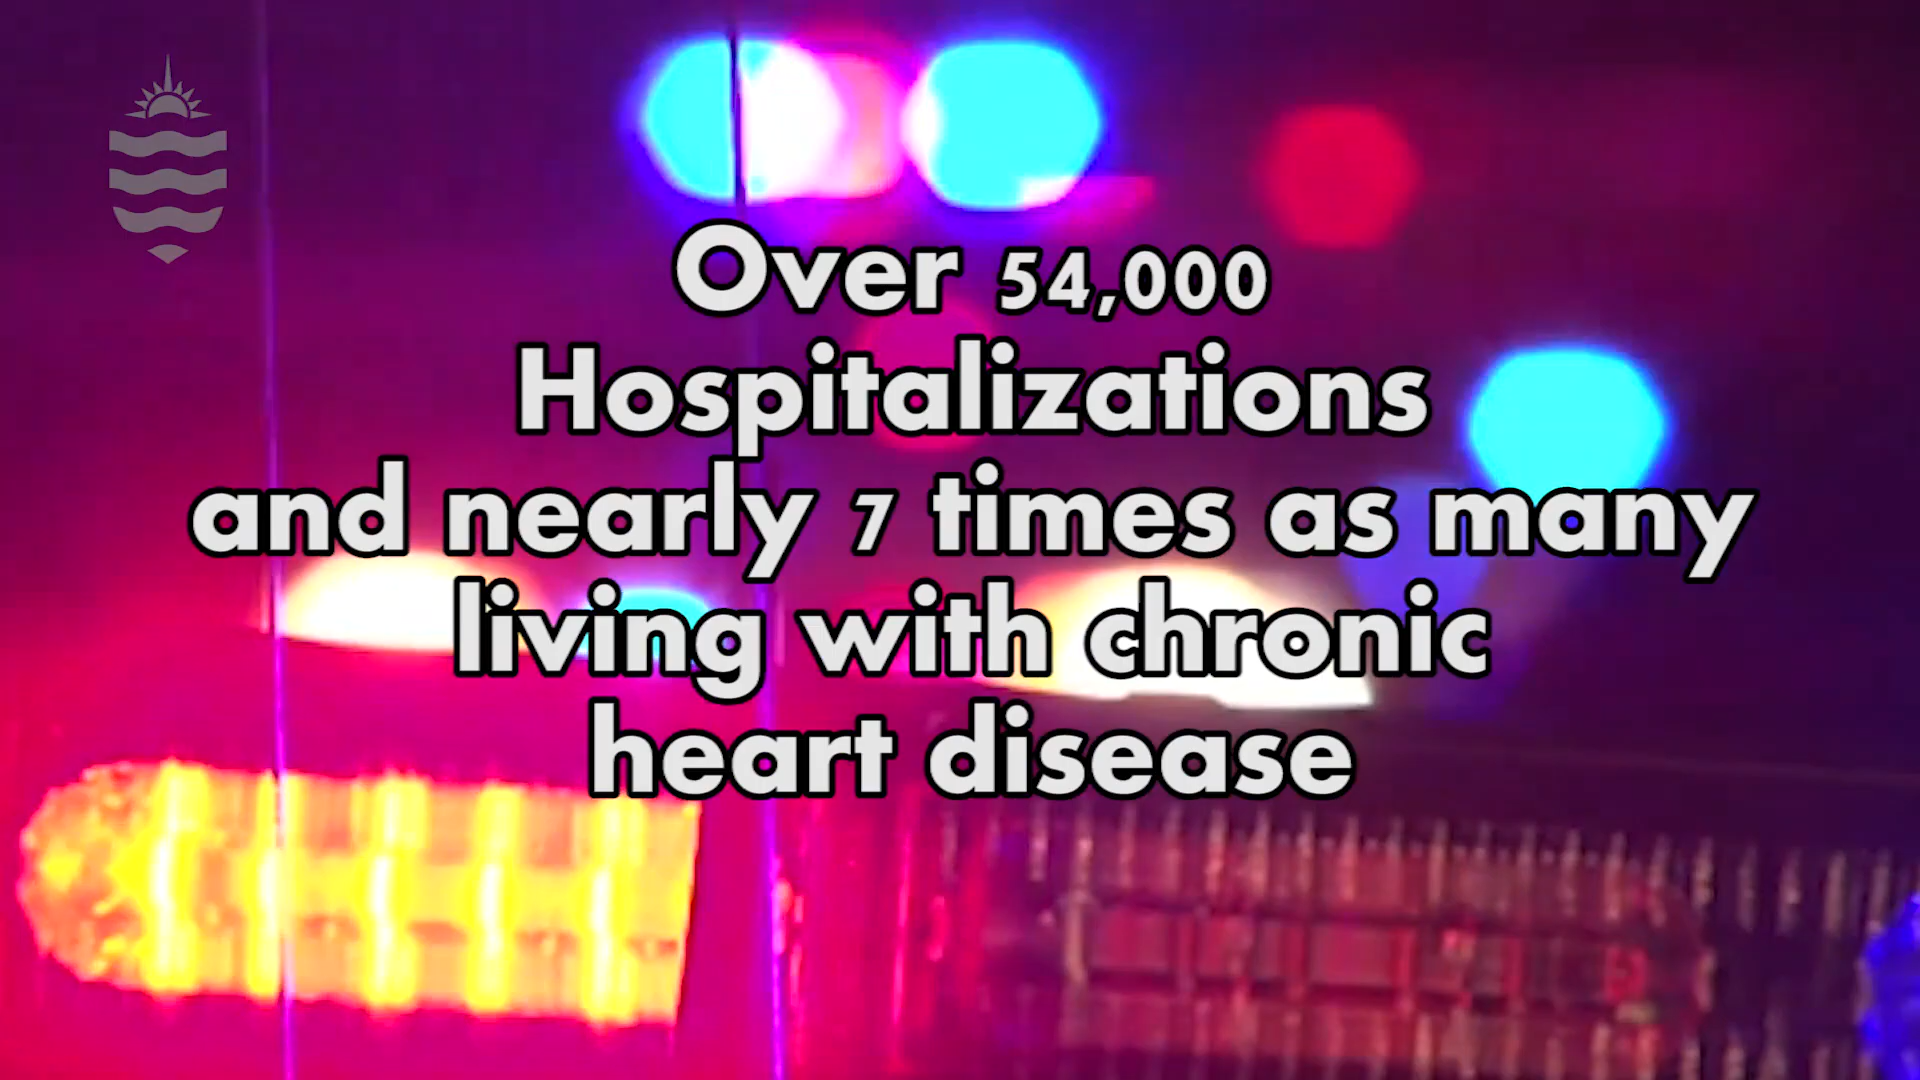 Over 54,000
Hospitalizations
and nearly 7 times as many
living with chronic
heart disease